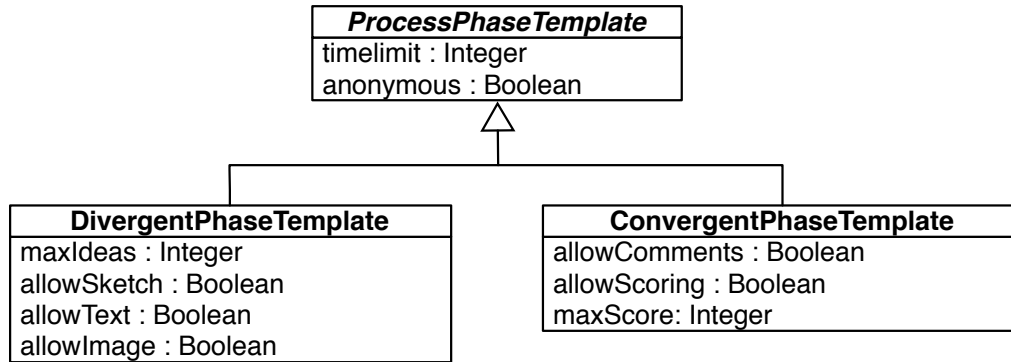 ProcessPhaseTemplate
timelimit : Integer
anonymous : Boolean
DivergentPhaseTemplate
maxIdeas : Integer
allowSketch : Boolean
allowText : Boolean
allowImage : Boolean
ConvergentPhaseTemplate
allowComments : Boolean
allowScoring : Boolean
maxScore: Integer